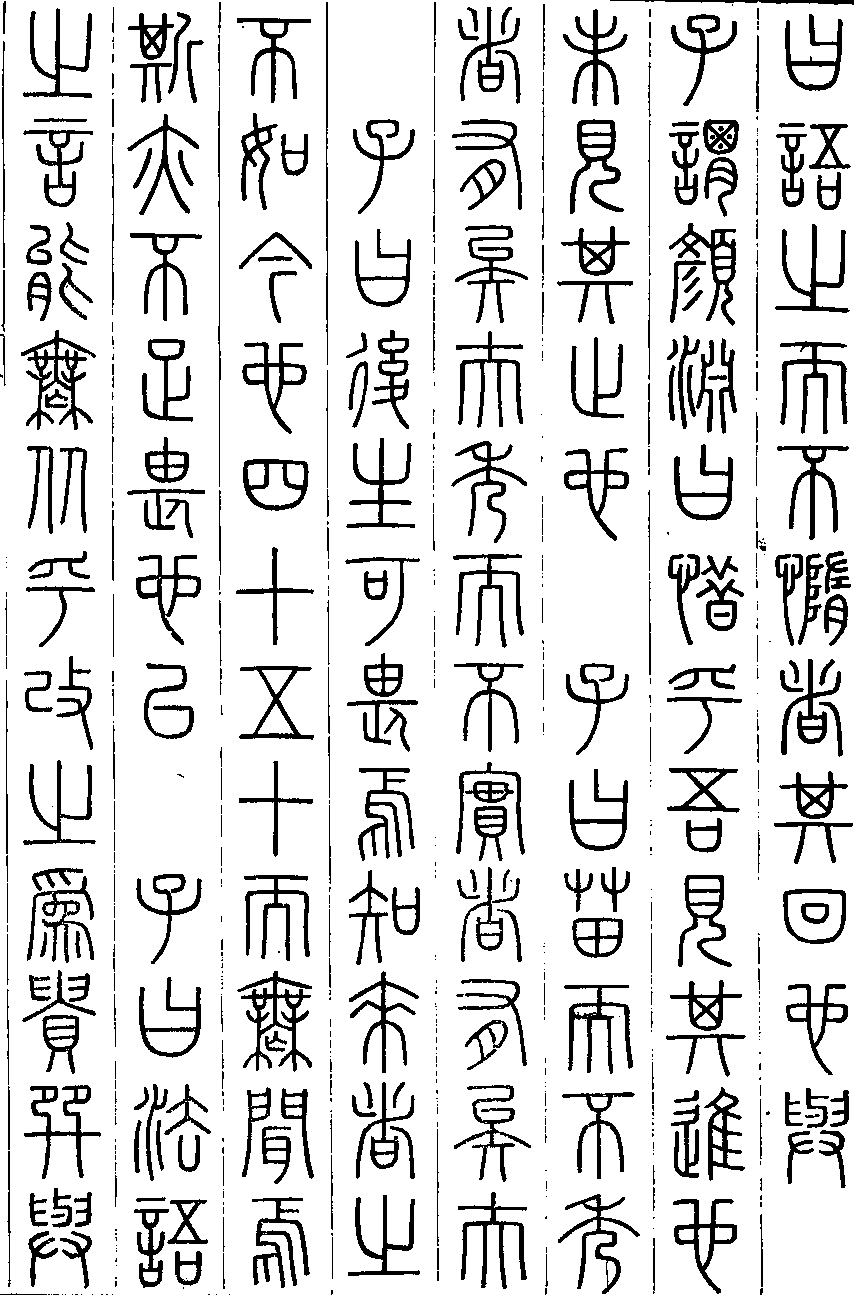 曰語之而不惰者其回也與
子謂顏淵曰惜乎吾見其進也
未見其止也　子曰苗而不秀
者有矣夫秀而不實者有矣夫
子曰後生可畏焉知來者之
不如今也四十五十而無聞焉
斯亦不足畏也已　子曰法語
之言能無从乎改之為貴巽與